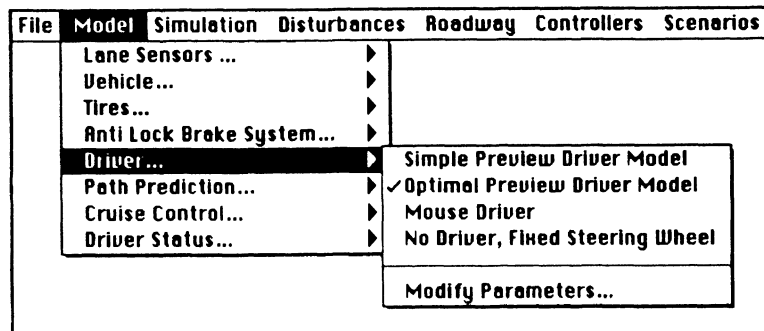 File Model Simulation Disturbances Roadway Controllers Scenarios
Lane Sensors ...
Vehicle...
Tires...
Anti Lock Brake System...
Driver...
Path Prediction...
Cruise Control...
Driver Status...
Simple Preview Driver Model
✓Optimal Preview Driver Model
Mouse Driver
No Driver, Fixed Steering Wheel
Modify Parameters...